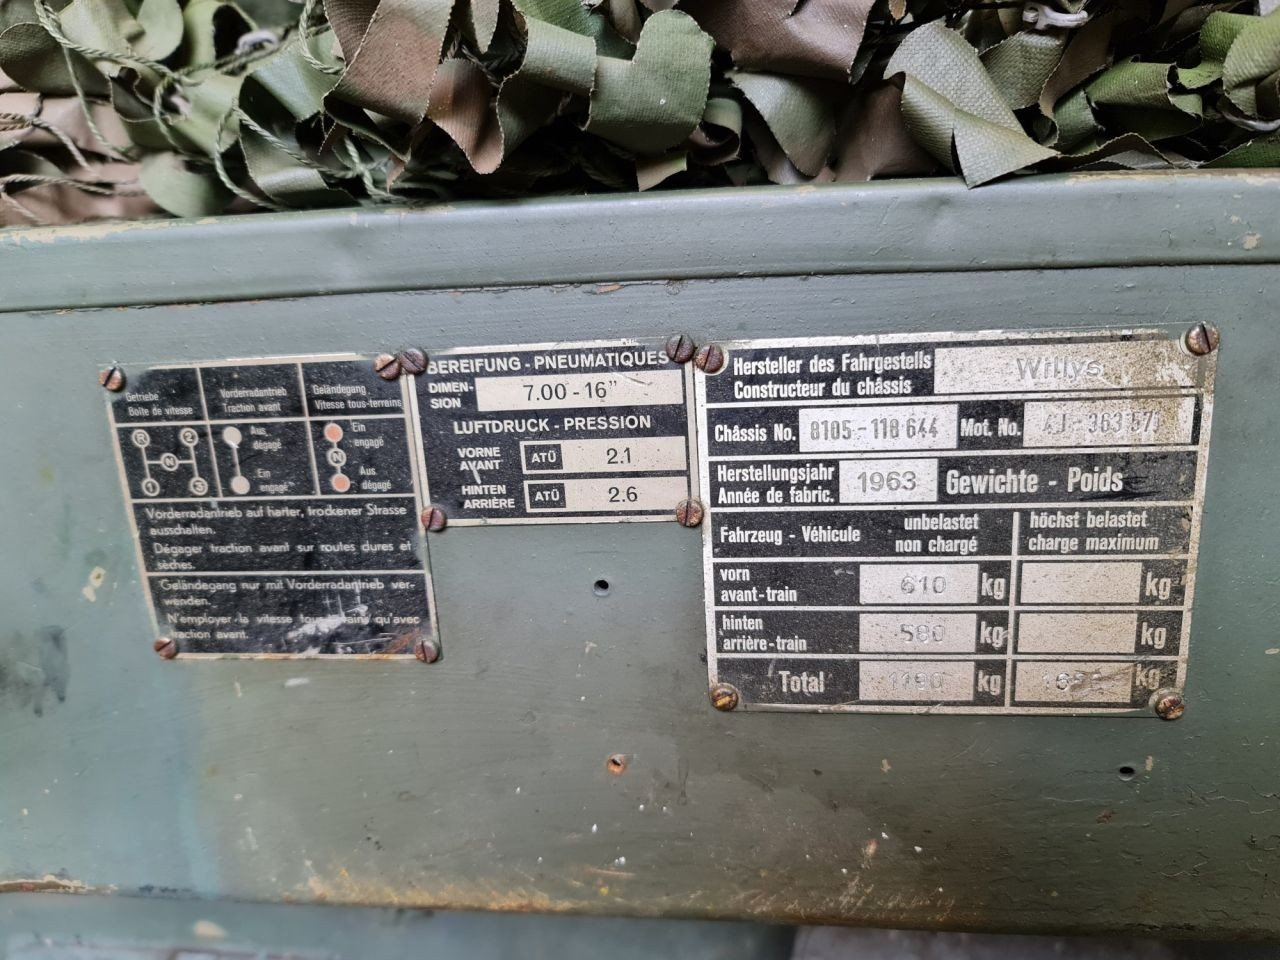 Getriebe
Boîte de vitesse
Vorderradantrieb
Traction avant
Geländegang
Vitesse tous-terrains
R 2
N
1 3
Aus
dégagé
Ein
engagé
Ein
engagé
N
Aus
dégagé
Vorderradantrieb auf harter, trockener Strasse
ausschalten.
Dégager traction avant sur routes dures et
sèches.
Geländegang nur mit Vorderradantrieb ver-
wenden.
N'employer la vitesse tous-terrains qu'avec
traction avant.
BEREIFUNG - PNEUMATIQUES
DIMEN-
SION
7.00 - 16"
LUFTDRUCK - PRESSION
VORNE
AVANT
ATÜ 2.1
HINTEN
ARRIÈRE
ATÜ 2.6
Hersteller des Fahrgestells
Constructeur du châssis
Willys
Châssis No. 8105-118 644 Mot. No.
Herstellungsjahr
Année de fabric.
1963
Gewichte - Poids
Fahrzeug - Véhicule
unbelastet
non chargé
höchst belastet
charge maximum
vorn
avant-train
610 kg kg
hinten
arrière-train
580 kg kg
Total 1190 kg kg